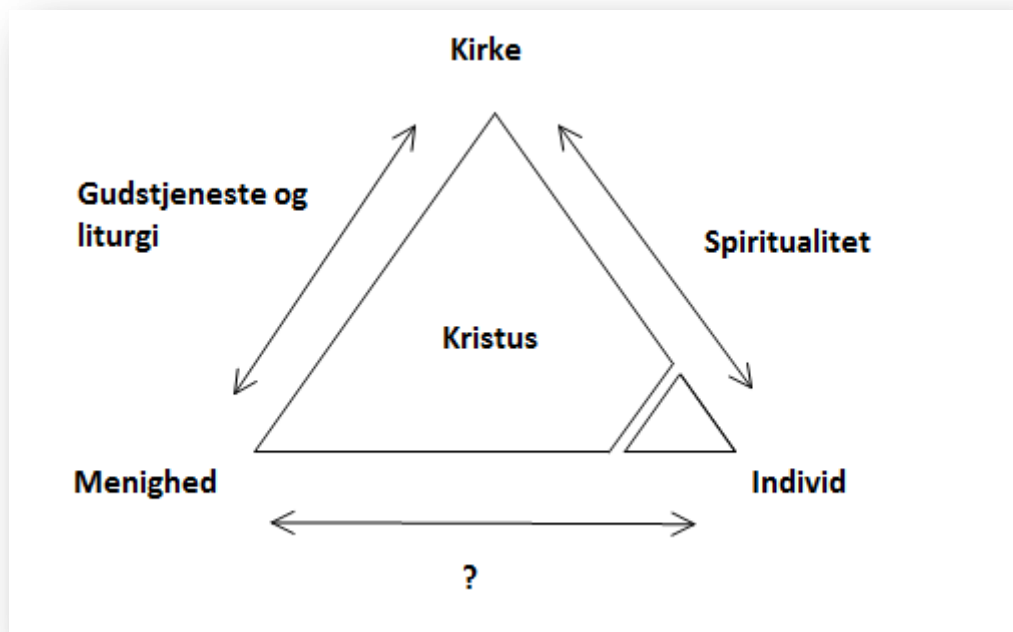 Kirke
Gudstjeneste og
liturgi
Spiritualitet
Kristus
Menighed
Individ
?